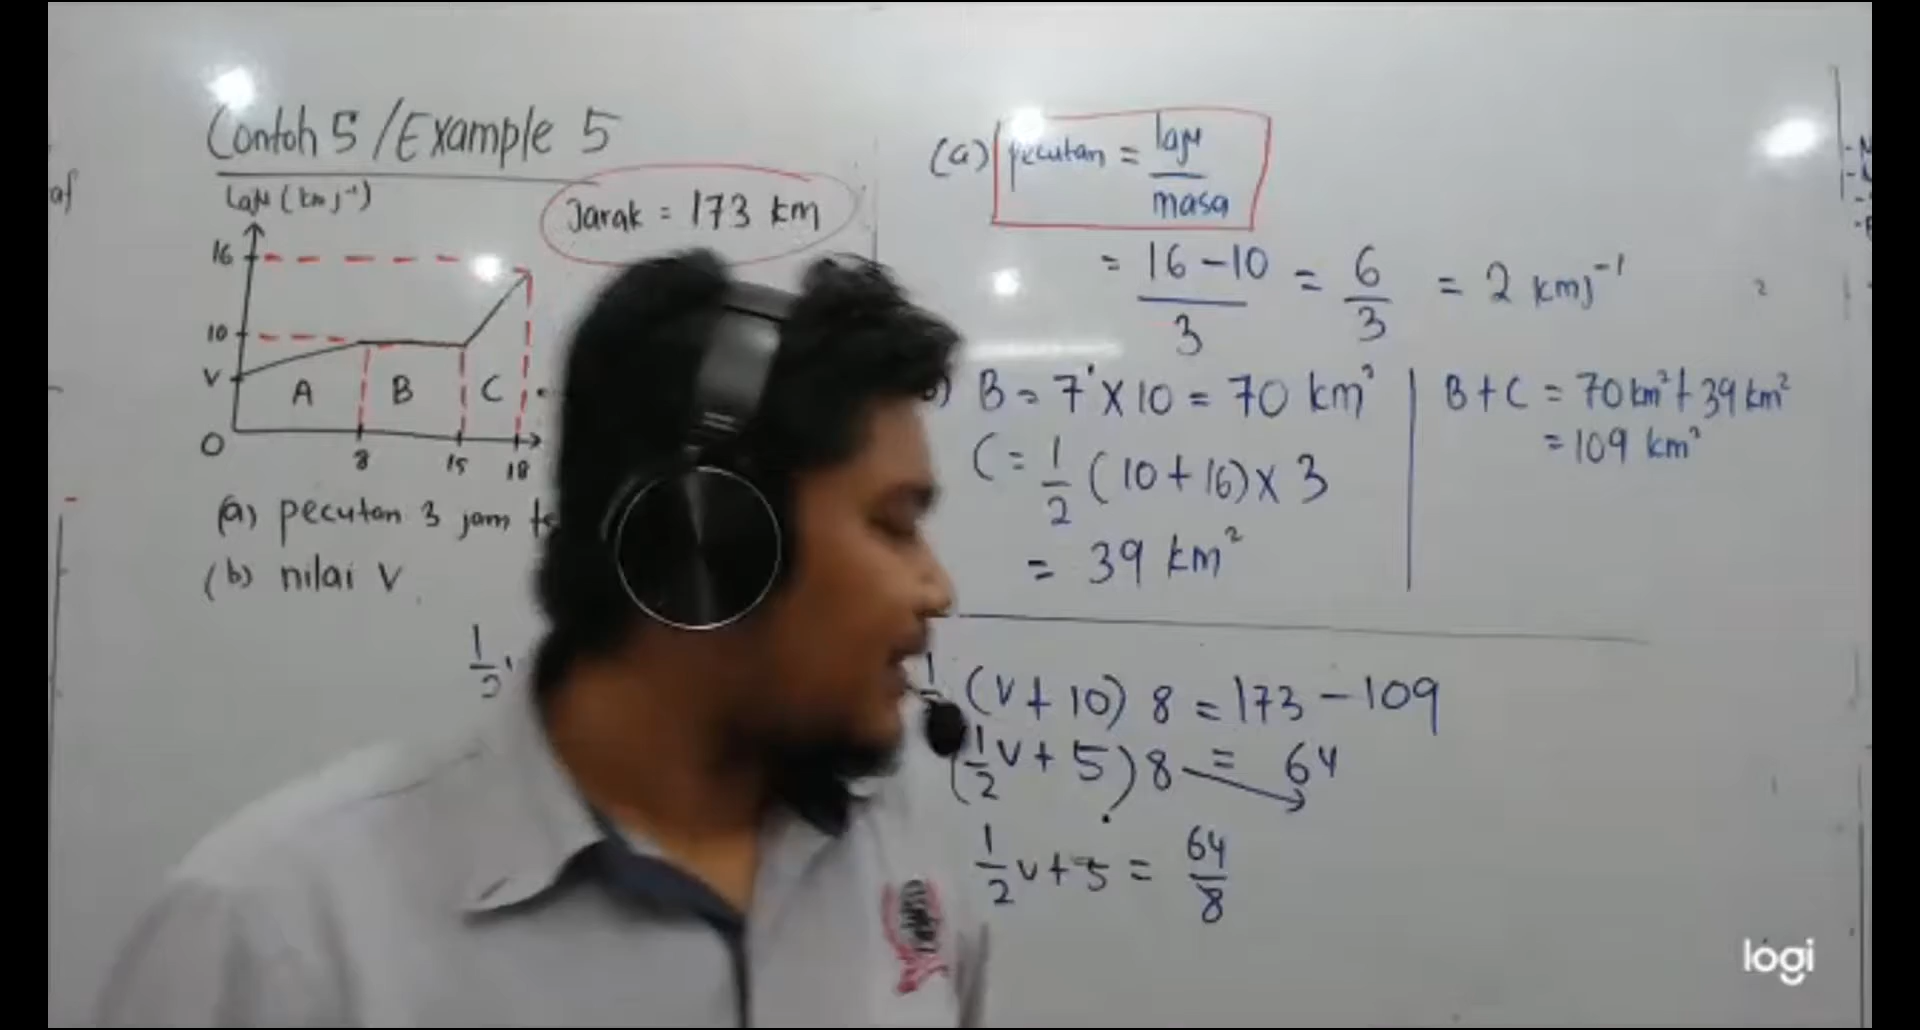 Contoh 5 / Example 5
Laju (km j⁻¹)
Jarak = 173 km
16
10
V
A
B
C
O
8
15
18
(a) pecutan 3 jam
(b) nilai V
1/2
(a) pecutan = laju/masa
= 16 - 10/3 = 6/3 = 2 kmj⁻¹
B = 7 × 10 = 70 km²
C = 1/2 (10 + 16) × 3
= 39 km²
B + C = 70 km² + 39 km²
= 109 km²
(v + 10) 8 = 173 - 109
(1/2 v + 5) 8 = 64
1/2 v + 5 = 64/8
logi